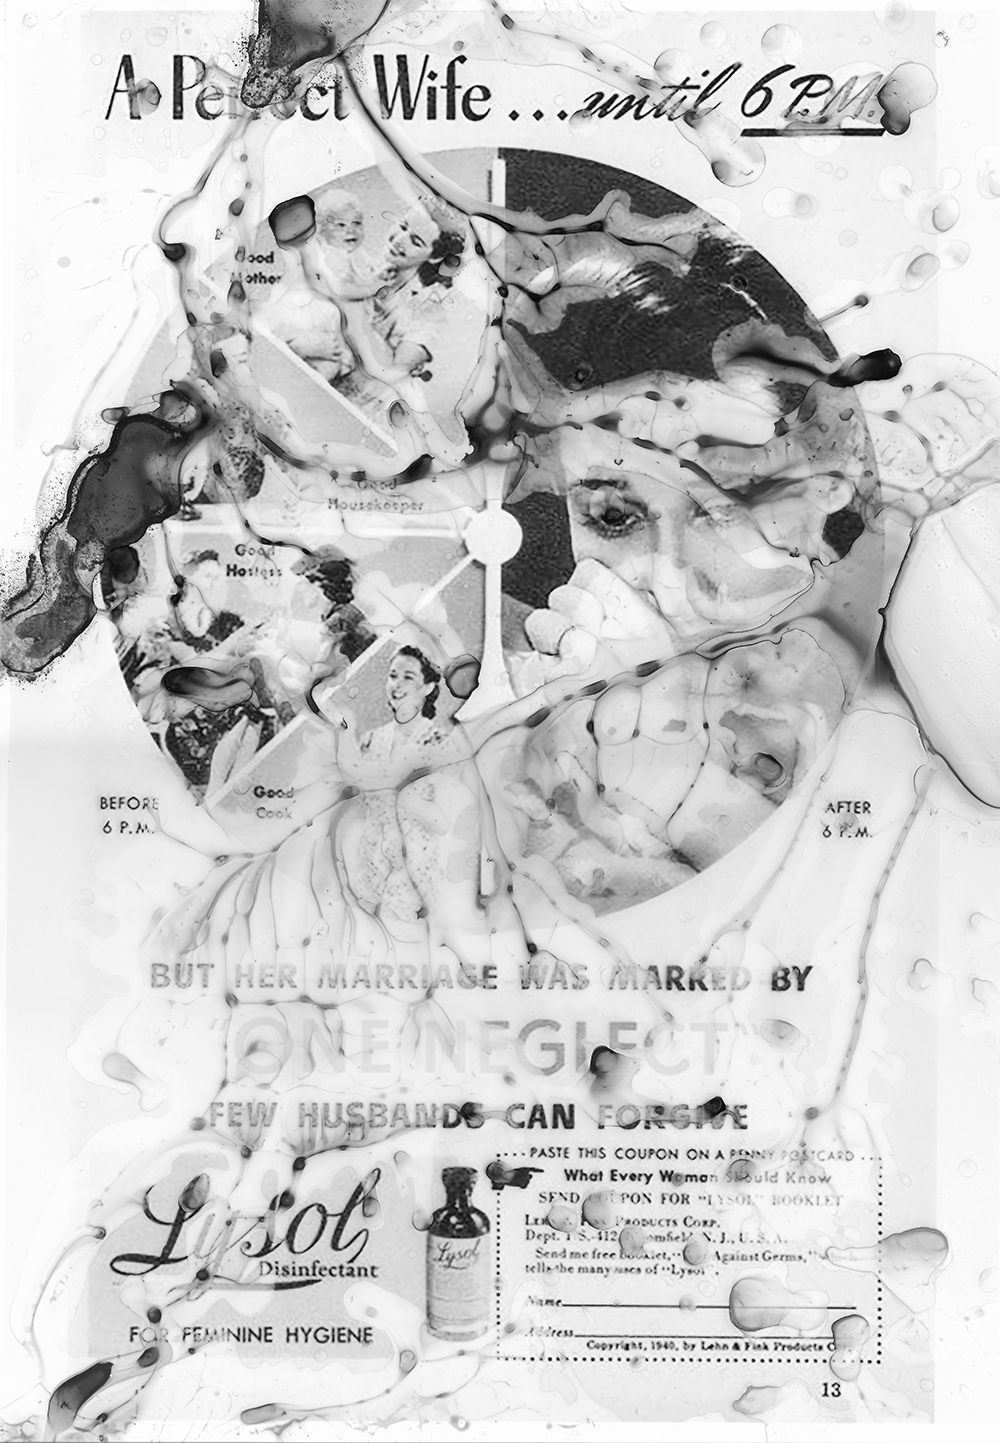 A Perfect Wife ... until 6 P.M.
Good
Mother
Good
Housekeeper
Good
Hostess
Good
Cook
BEFORE
6 P.M.
AFTER
6 P.M.
BUT HER MARRIAGE WAS MARRED BY
"ONE NEGLECT"
FEW HUSBANDS CAN FORGIVE
Lysol
Disinfectant
FOR FEMININE HYGIENE
Lysol
PASTE THIS COUPON ON A PENNY POSTCARD
What Every Woman Should Know
SEND COUPON FOR "LYSOL" BOOKLET
LEHN & FINK PRODUCTS CORP.
Dept. Bloomfield, N. J., U. S. A.
Send me free booklet, " Against Germs,"
tells the many uses of "Lysol".
Name
Address
Copyright, 1940, by Lehn & Fink Products
13